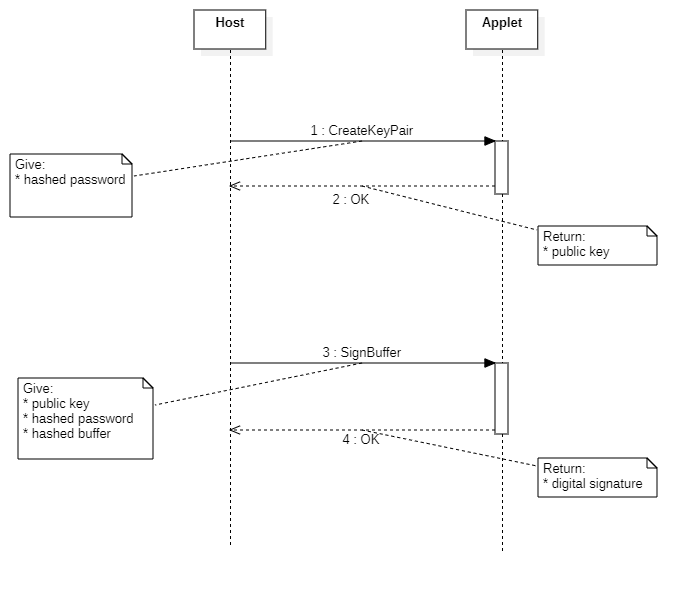 Host
Applet
1 : CreateKeyPair
Give:
* hashed password
2 : OK
Return:
* public key
3 : SignBuffer
Give:
* public key
* hashed password
* hashed buffer
4 : OK
Return:
* digital signature